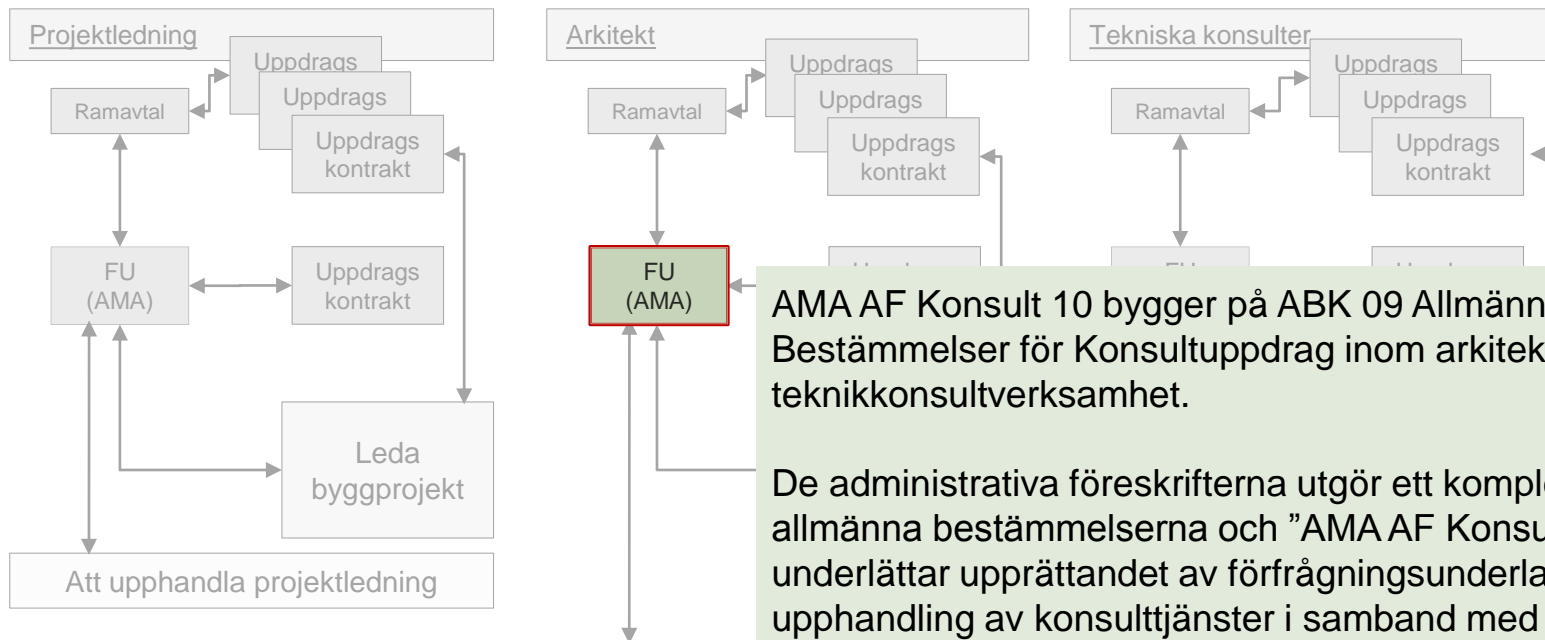 Projektledning
Uppdrags
Uppdrags
Uppdrags
kontrakt
Ramavtal
FU
(AMA)
Uppdrags
kontrakt
Leda
byggprojekt
Att upphandla projektledning
Arkitekt
Uppdrags
Uppdrags
Uppdrags
kontrakt
Ramavtal
FU
(AMA)
Tekniska konsulter
Uppdrags
Uppdrags
Uppdrags
kontrakt
Ramavtal
AMA AF Konsult 10 bygger på ABK 09 Allmänn
Bestämmelser för Konsultuppdrag inom arkitek
teknikkonsultverksamhet.
De administrativa föreskrifterna utgör ett komple
allmänna bestämmelserna och ”AMA AF Konsu
underlättar upprättandet av förfrågningsunderla
upphandling av konsulttjänster i samband med